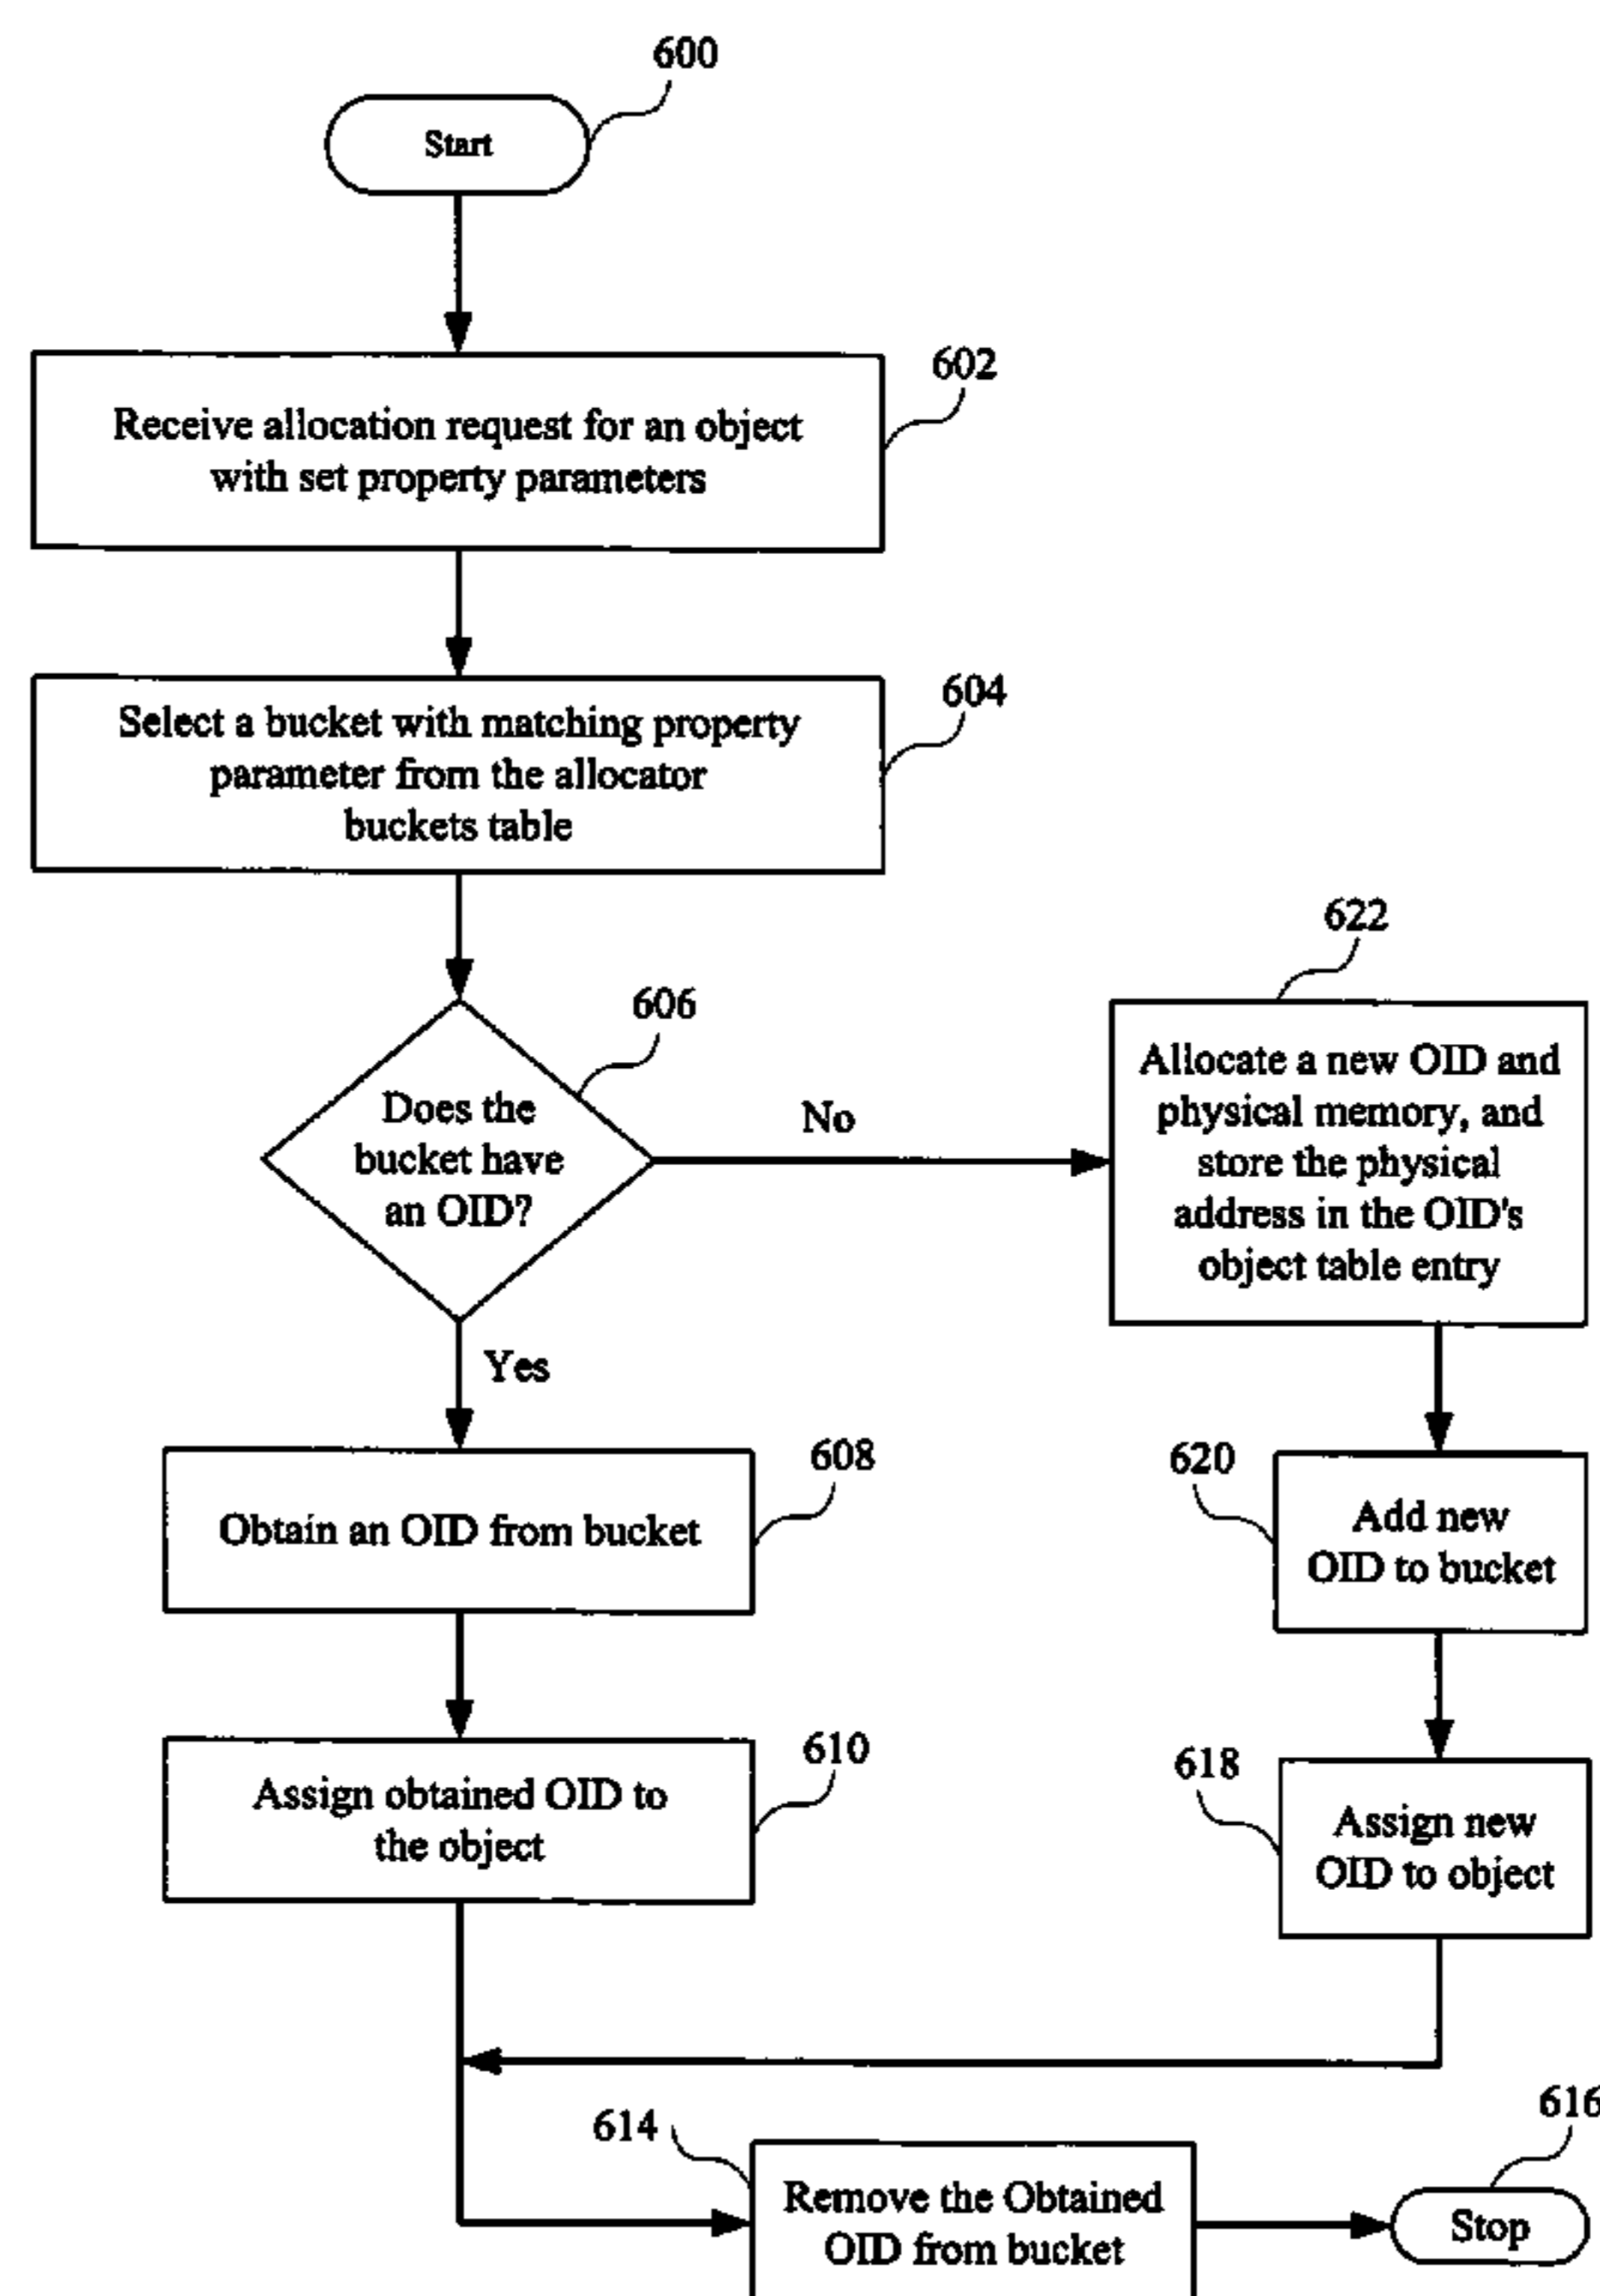 600
Start
602
Receive allocation request for an object
with set property parameters
604
Select a bucket with matching property
parameter from the allocator
buckets table
606
Does the
bucket have
an OID?
No
622
Allocate a new OID and
physical memory, and
store the physical
address in the OID's
object table entry
Yes
608
Obtain an OID from bucket
620
Add new
OID to bucket
610
Assign obtained OID to
the object
618
Assign new
OID to object
614
Remove the Obtained
OID from bucket
616
Stop